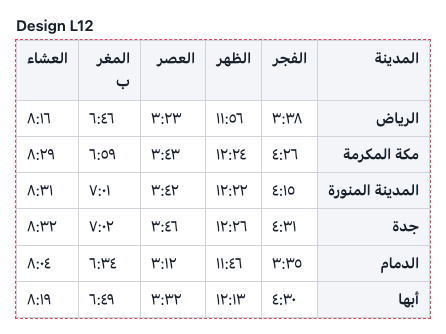 Design L12
المدينة الفجر الظهر العصر المغرب العشاء
الرياض ٣:٣٨ ١١:٥٦ ٣:٢٣ ٦:٤٦ ٨:١٦
مكة المكرمة ٤:٢٦ ١٢:٢٤ ٣:٤٣ ٦:٥٩ ٨:٢٩
المدينة المنورة ٤:١٥ ١٢:٢٢ ٣:٤٢ ٧:٠١ ٨:٣١
جدة ٤:٣١ ١٢:٢٦ ٣:٤٦ ٧:٠٢ ٨:٣٢
الدمام ٣:٣٥ ١١:٤٦ ٣:١٢ ٦:٣٤ ٨:٠٤
أبها ٤:٣٠ ١٢:١٣ ٣:٣٢ ٦:٤٩ ٨:١٩